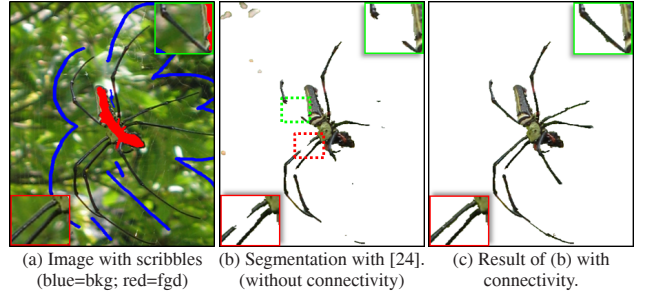 (a) Image with scribbles
(blue=bkg; red=fgd)
(b) Segmentation with [24].
(without connectivity)
(c) Result of (b) with
connectivity.